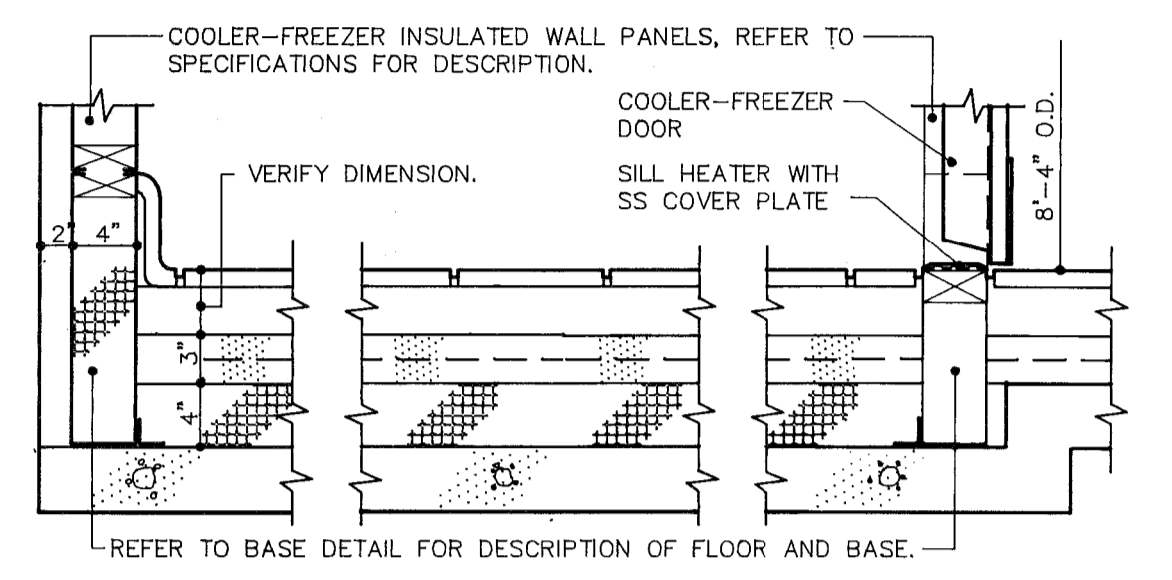 COOLER-FREEZER INSULATED WALL PANELS, REFER TO
SPECIFICATIONS FOR DESCRIPTION.
COOLER-FREEZER
DOOR
VERIFY DIMENSION.
SILL HEATER WITH
SS COVER PLATE
8'-4" O.D.
2" 4"
3"
4"
REFER TO BASE DETAIL FOR DESCRIPTION OF FLOOR AND BASE.